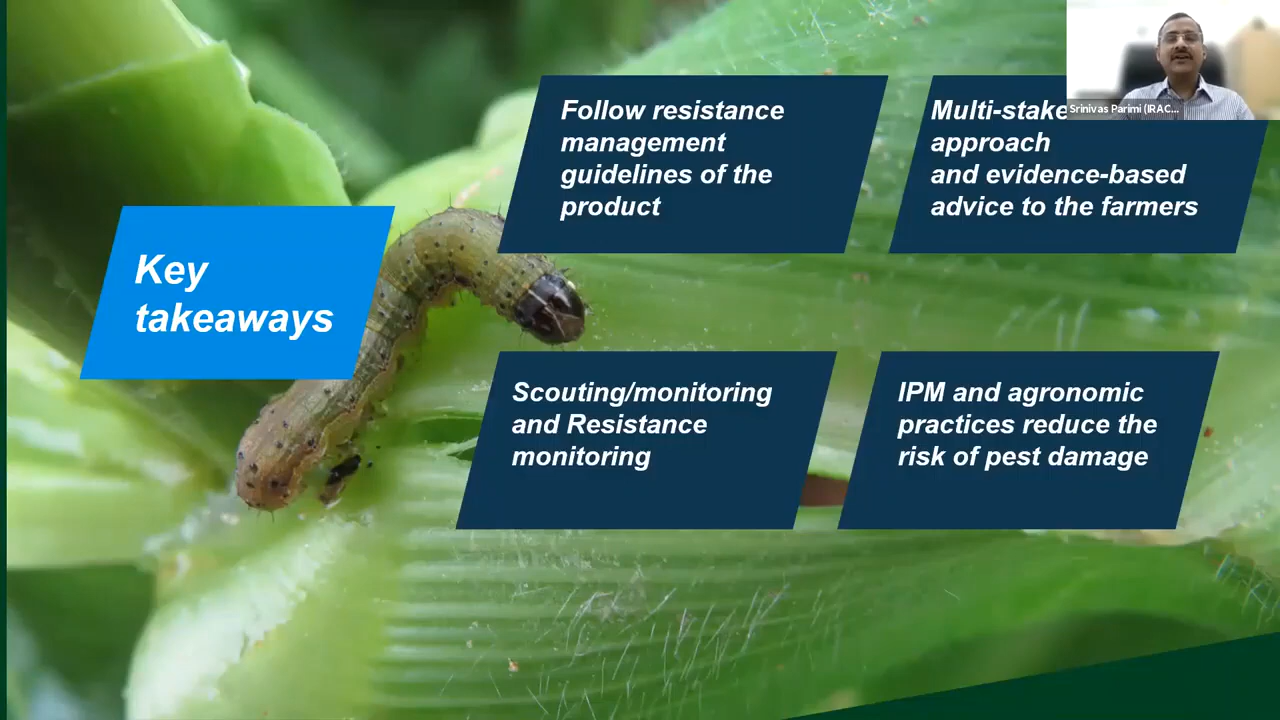 Key
takeaways
Follow resistance
management
guidelines of the
product
Multi-stake
approach
and evidence-based
advice to the farmers
Srinivas Parimi (IRAC...
Scouting/monitoring
and Resistance
monitoring
IPM and agronomic
practices reduce the
risk of pest damage